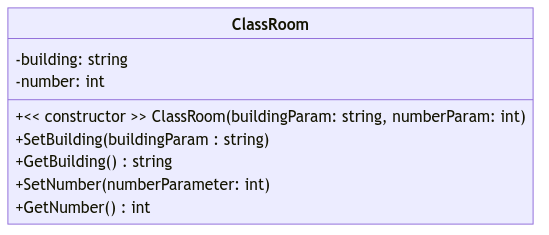 ClassRoom
-building: string
-number: int
+<< constructor >> ClassRoom(buildingParam: string, numberParam: int)
+SetBuilding(buildingParam : string)
+GetBuilding() : string
+SetNumber(numberParameter: int)
+GetNumber() : int